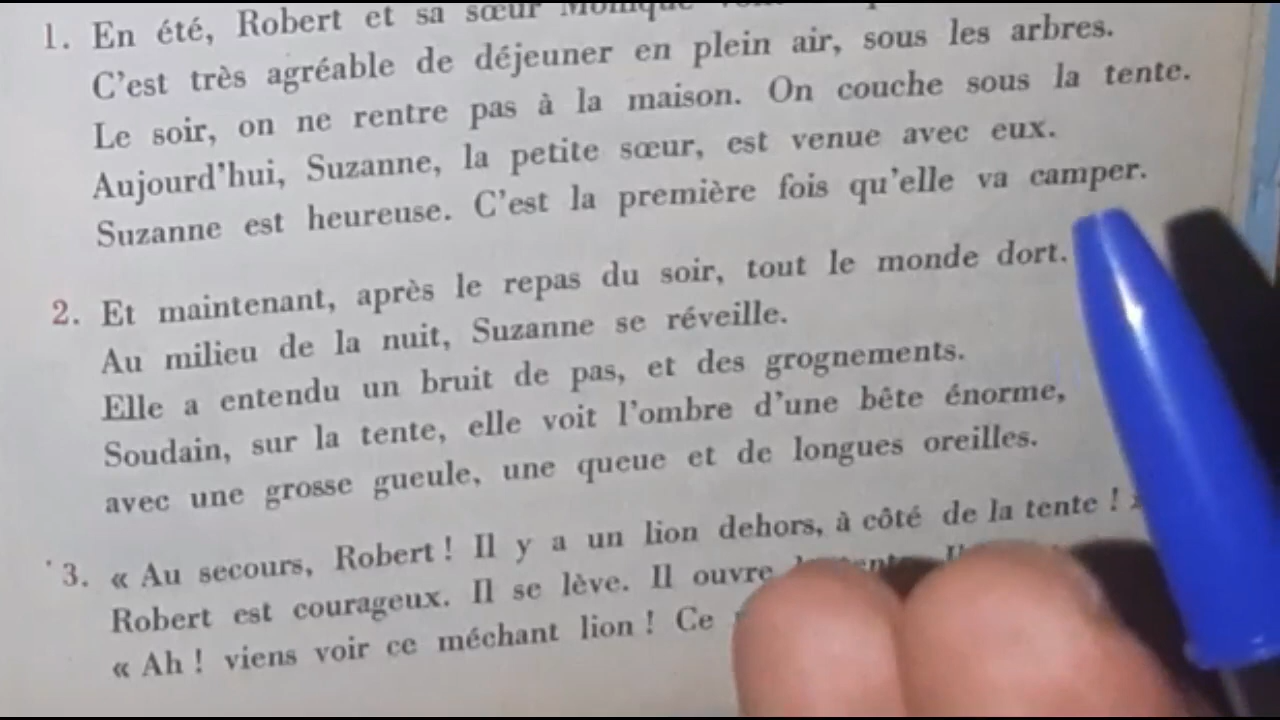 1. En été, Robert et sa sœur Monique
C'est très agréable de déjeuner en plein air, sous les arbres.
Le soir, on ne rentre pas à la maison. On couche sous la tente.
Aujourd'hui, Suzanne, la petite sœur, est venue avec eux.
Suzanne est heureuse. C'est la première fois qu'elle va camper.
2. Et maintenant, après le repas du soir, tout le monde dort.
Au milieu de la nuit, Suzanne se réveille.
Elle a entendu un bruit de pas, et des grognements.
Soudain, sur la tente, elle voit l'ombre d'une bête énorme,
avec une grosse gueule, une queue et de longues oreilles.
3. « Au secours, Robert ! Il y a un lion dehors, à côté de la tente ! »
Robert est courageux. Il se lève. Il ouvre
« Ah ! viens voir ce méchant lion ! Ce